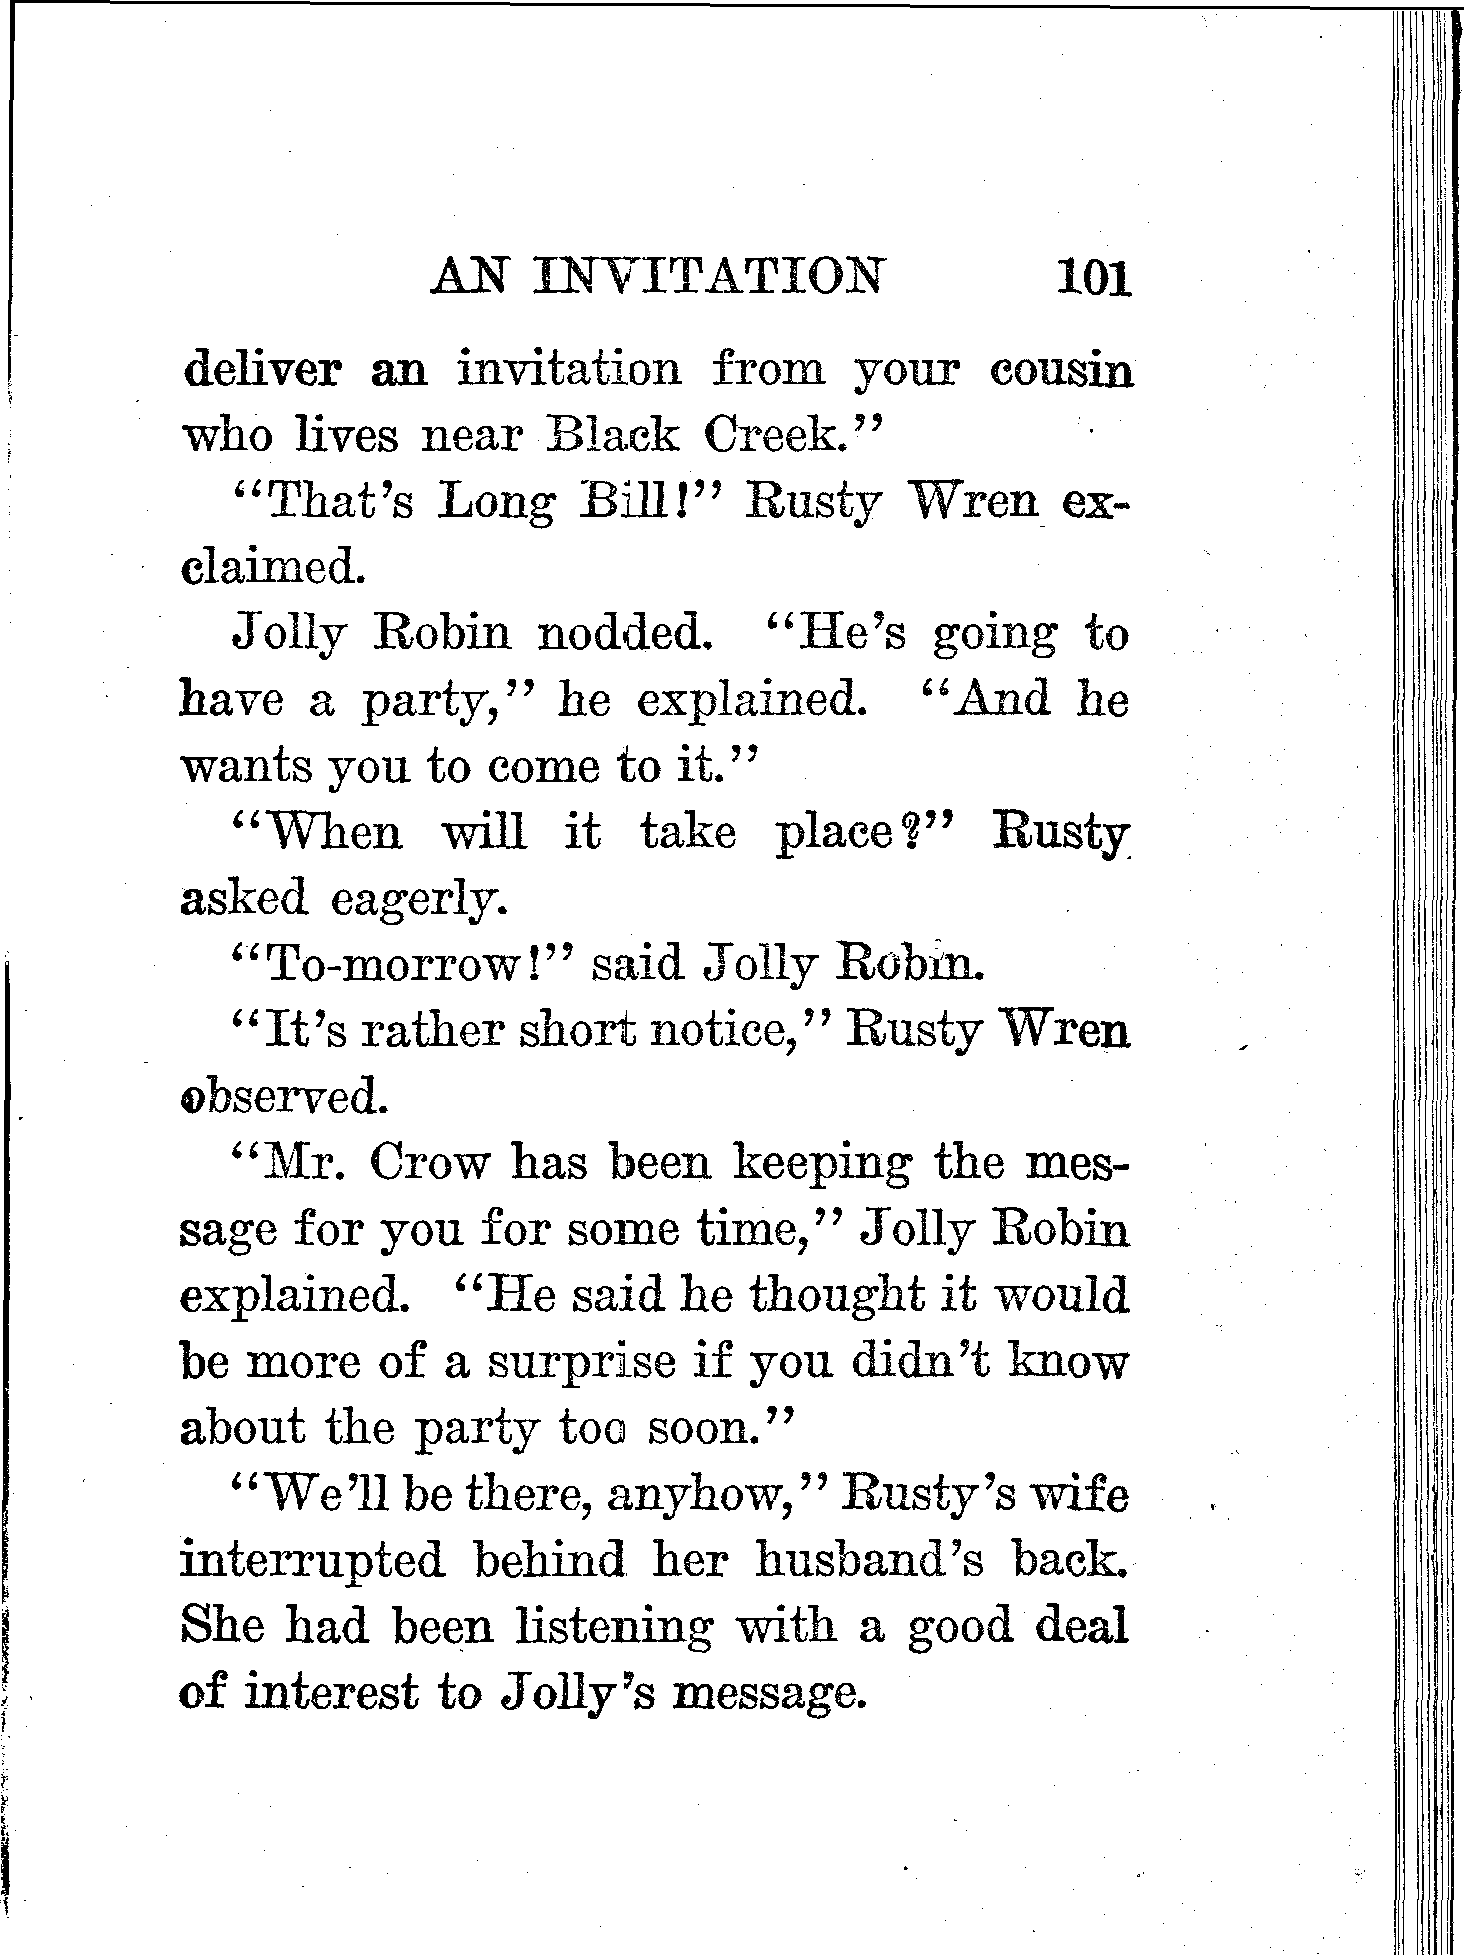 AN INVITATION 101
deliver an invitation from your cousin
who lives near Black Creek."
"That's Long Bill!" Rusty Wren ex-
claimed.
Jolly Robin nodded. "He's going to
have a party," he explained. "And he
wants you to come to it."
"When will it take place?" Rusty
asked eagerly.
"To-morrow!" said Jolly Robin.
"It's rather short notice," Rusty Wren
observed.
"Mr. Crow has been keeping the mes-
sage for you for some time," Jolly Robin
explained. "He said he thought it would
be more of a surprise if you didn't know
about the party too soon."
"We'll be there, anyhow," Rusty's wife
interrupted behind her husband's back.
She had been listening with a good deal
of interest to Jolly's message.